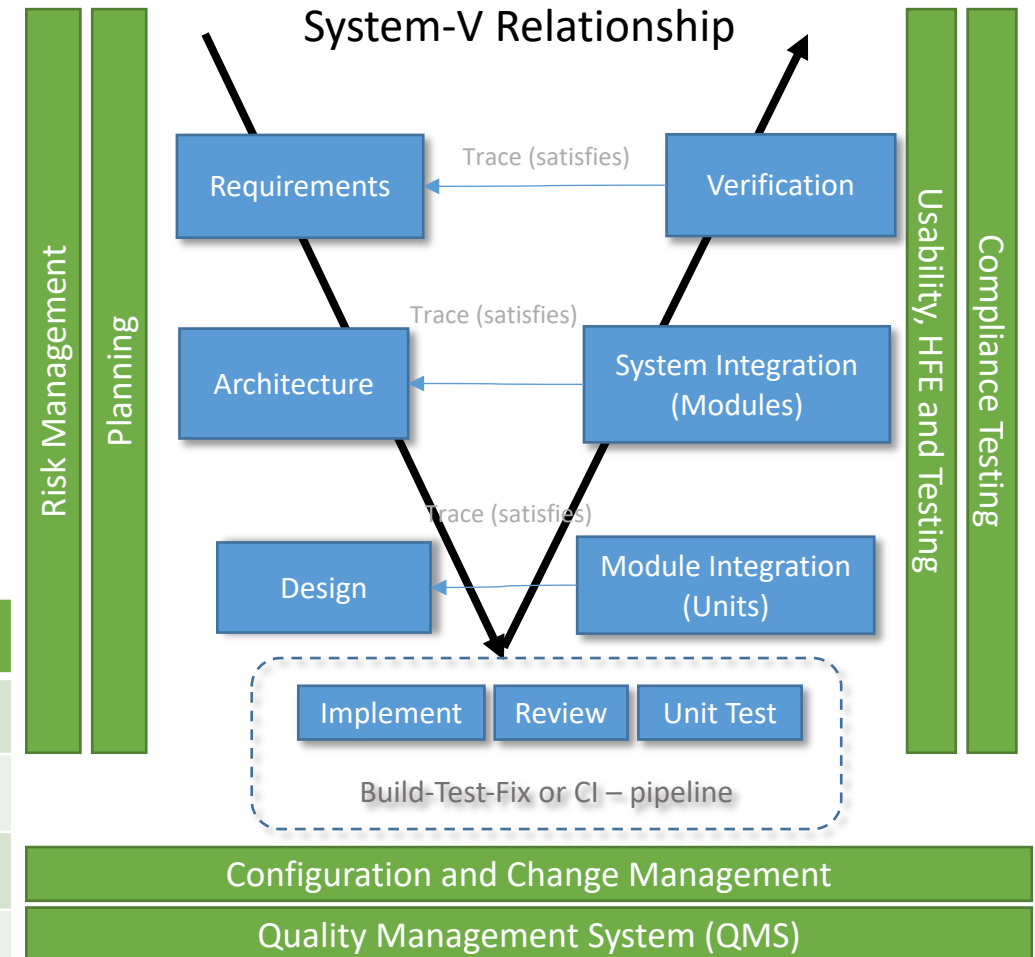 System-V Relationship
Risk Management
Planning
Requirements
Trace (satisfies)
Verification
Architecture
Trace (satisfies)
System Integration
(Modules)
Design
Trace (satisfies)
Module Integration
(Units)
Implement
Review
Unit Test
Build-Test-Fix or CI – pipeline
Usability, HFE and Testing
Compliance Testing
Configuration and Change Management
Quality Management System (QMS)